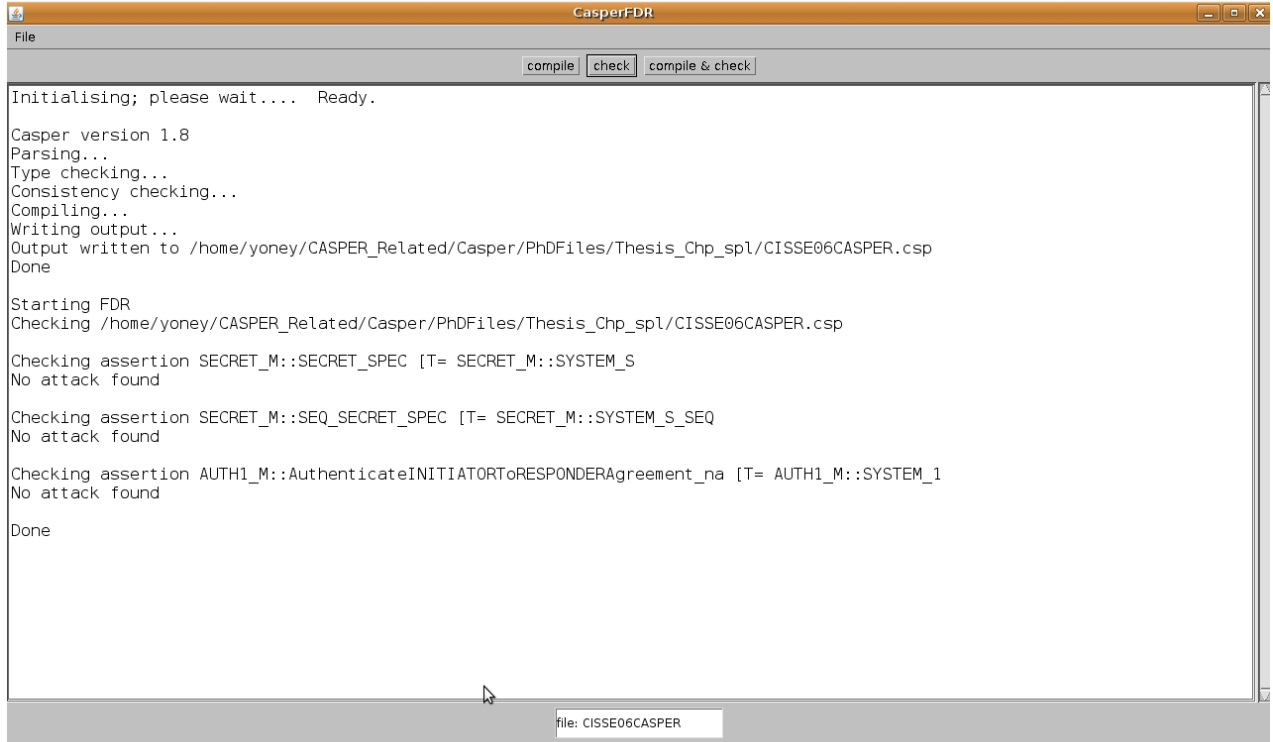 CasperFDR
File
compile check compile & check
Initialising; please wait.... Ready.
Casper version 1.8
Parsing...
Type checking...
Consistency checking...
Compiling...
Writing output...
Output written to /home/yoney/CASPER_Related/Casper/PhDFiles/Thesis_Chp_spl/CISSE06CASPER.csp
Done
Starting FDR
Checking /home/yoney/CASPER_Related/Casper/PhDFiles/Thesis_Chp_spl/CISSE06CASPER.csp
Checking assertion SECRET_M::SECRET_SPEC [T= SECRET_M::SYSTEM_S
No attack found
Checking assertion SECRET_M::SEQ_SECRET_SPEC [T= SECRET_M::SYSTEM_S_SEQ
No attack found
Checking assertion AUTH1_M::AuthenticateINITIATORToRESPONDERAgreement_na [T= AUTH1_M::SYSTEM_1
No attack found
Done
file: CISSE06CASPER